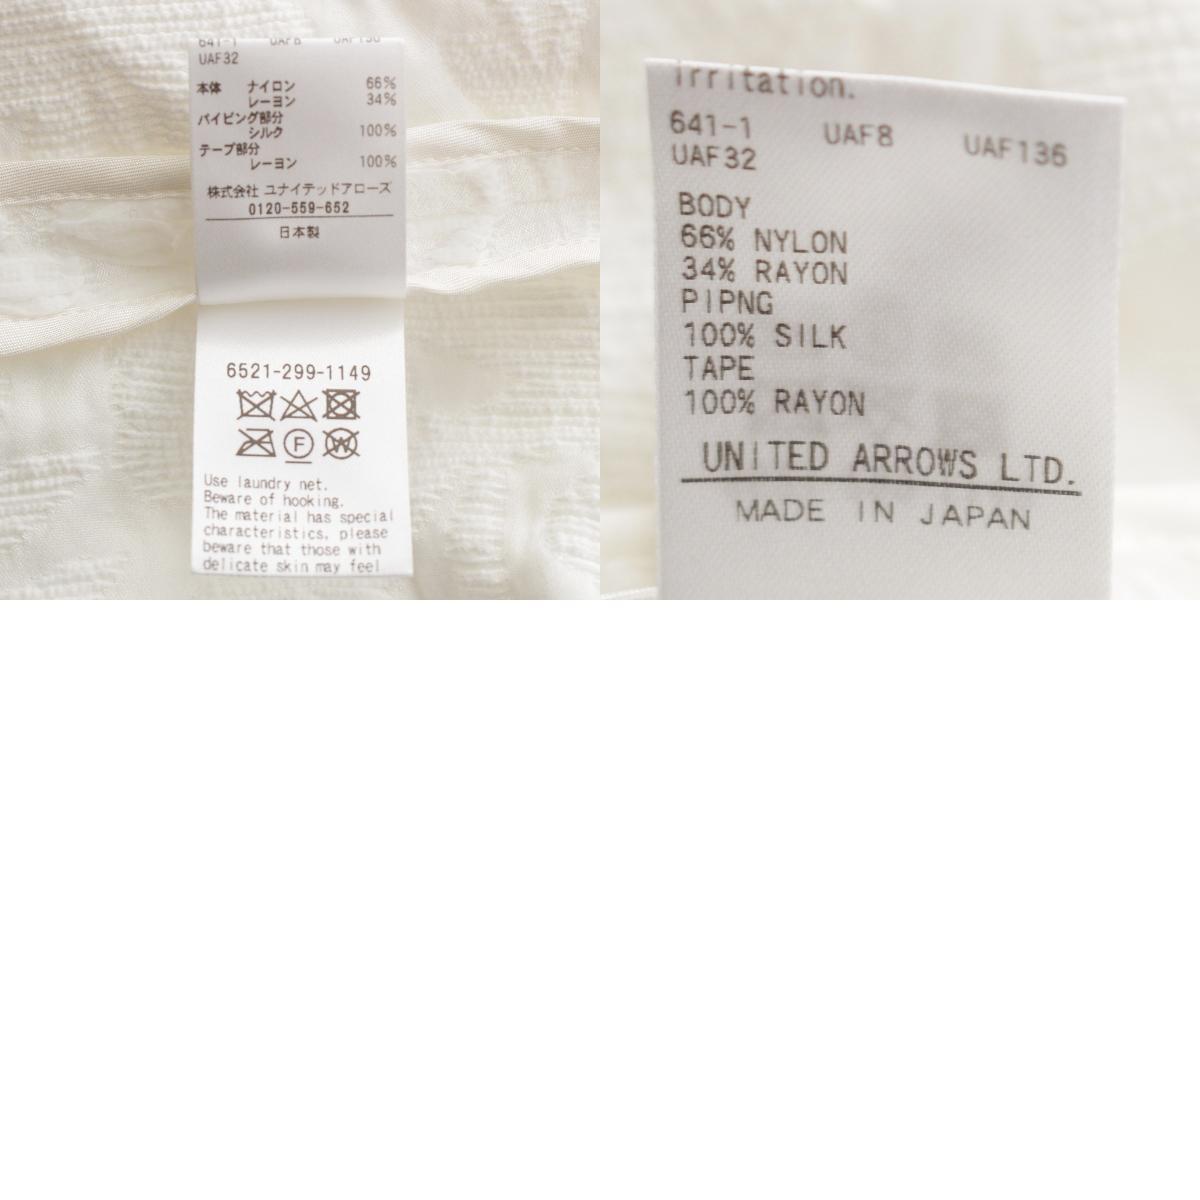 641-1 UAF8 UAF136
UAF32
本体 ナイロン 66%
レーヨン 34%
パイピング部分
シルク 100%
テープ部分
レーヨン 100%
株式会社 ユナイテッドアローズ
0120-559-652
日本製
6521-299-1149
F
W
Use laundry net.
Beware of hooking.
The material has special
characteristics, please
beware that those with
delicate skin may feel
irritation.
641-1 UAF8 UAF136
UAF32
BODY
66% NYLON
34% RAYON
PIPNG
100% SILK
TAPE
100% RAYON
UNITED ARROWS LTD.
MADE IN JAPAN